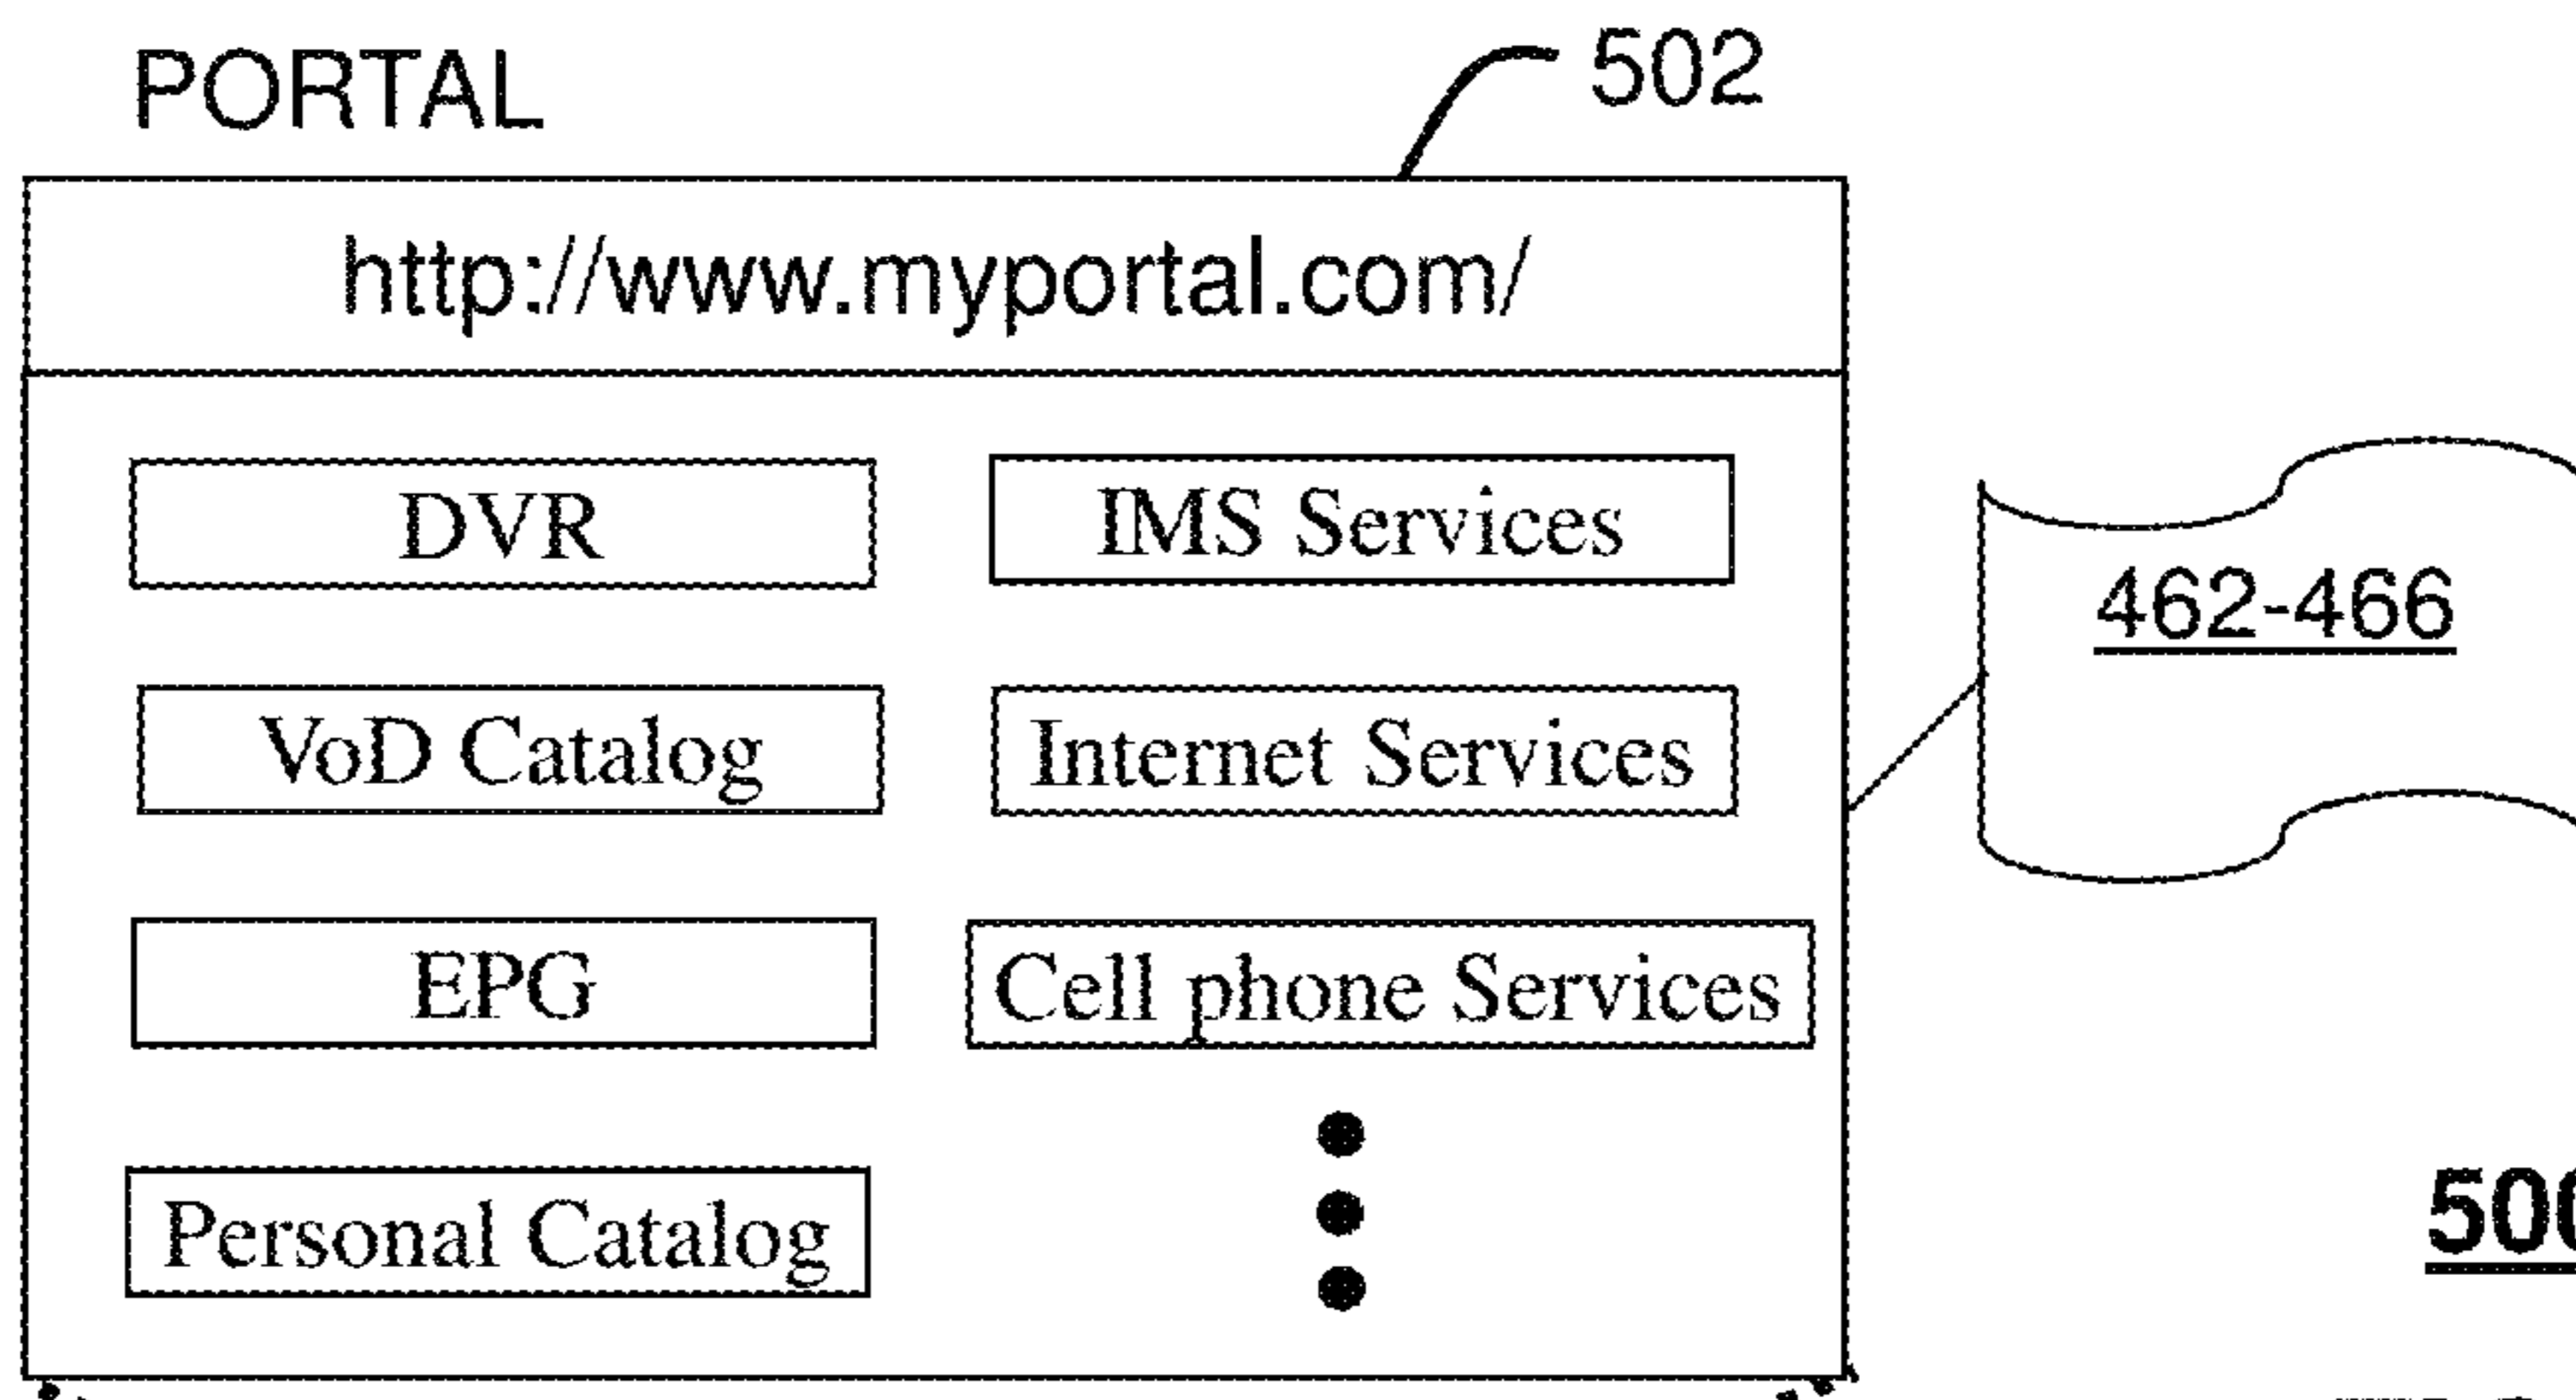 PORTAL
502
http://www.myportal.com/
DVR
IMS Services
462-466
VoD Catalog
Internet Services
EPG
Cell phone Services
Personal Catalog